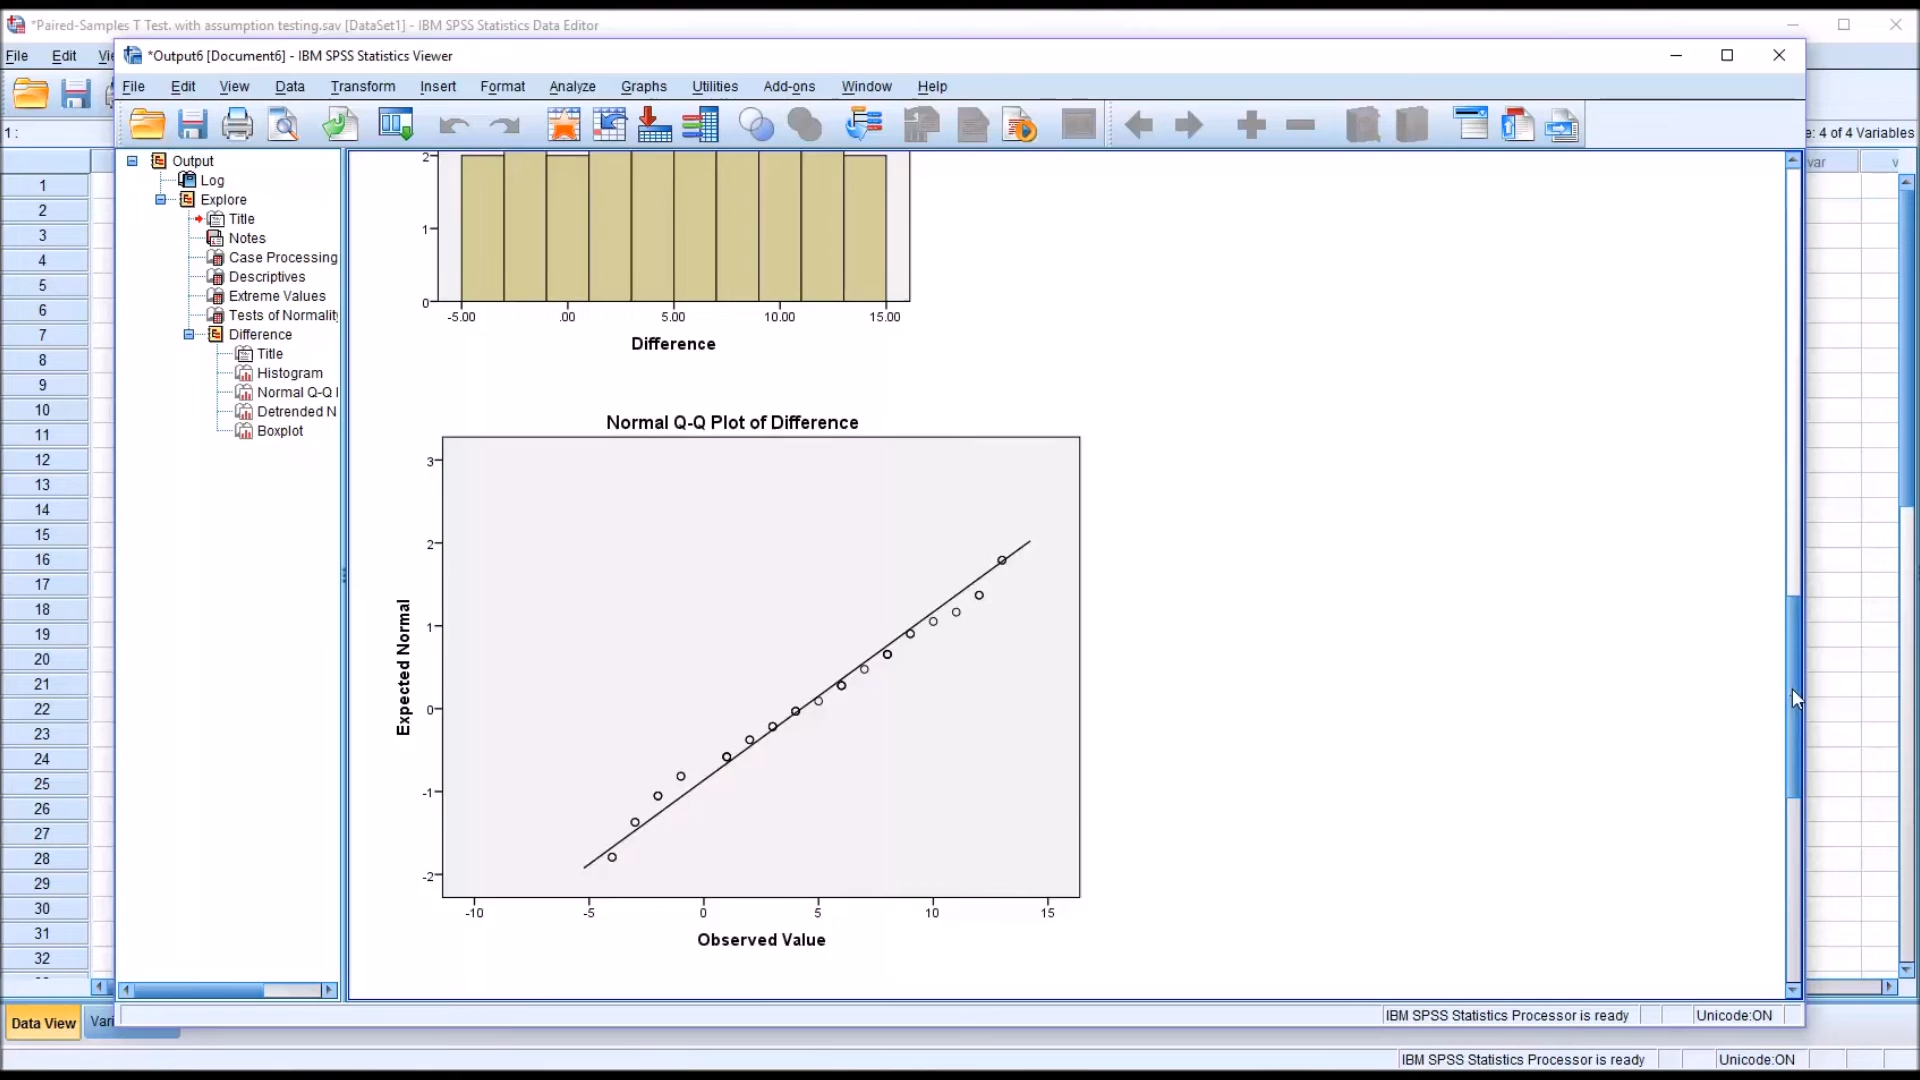 *Paired-Samples T Test. with assumption testing.sav [DataSet1] - IBM SPSS Statistics Data Editor
File Edit Vi
*Output6 [Document6] - IBM SPSS Statistics Viewer
File Edit View Data Transform Insert Format Analyze Graphs Utilities Add-ons Window Help
1 :
e: 4 of 4 Variables
var v
1
2
3
4
5
6
7
8
9
10
11
12
13
14
15
16
17
18
19
20
21
22
23
24
25
26
27
28
29
30
31
32
Output
Log
Explore
Title
Notes
Case Processing
Descriptives
Extreme Values
Tests of Normalit
Difference
Title
Histogram
Normal Q-Q
Detrended N
Boxplot
2
1
0
-5.00 .00 5.00 10.00 15.00
Difference
Normal Q-Q Plot of Difference
3
2
1
0
-1
-2
Expected Normal
-10 -5 0 5 10 15
Observed Value
IBM SPSS Statistics Processor is ready Unicode:ON
Data View Vari
IBM SPSS Statistics Processor is ready Unicode:ON